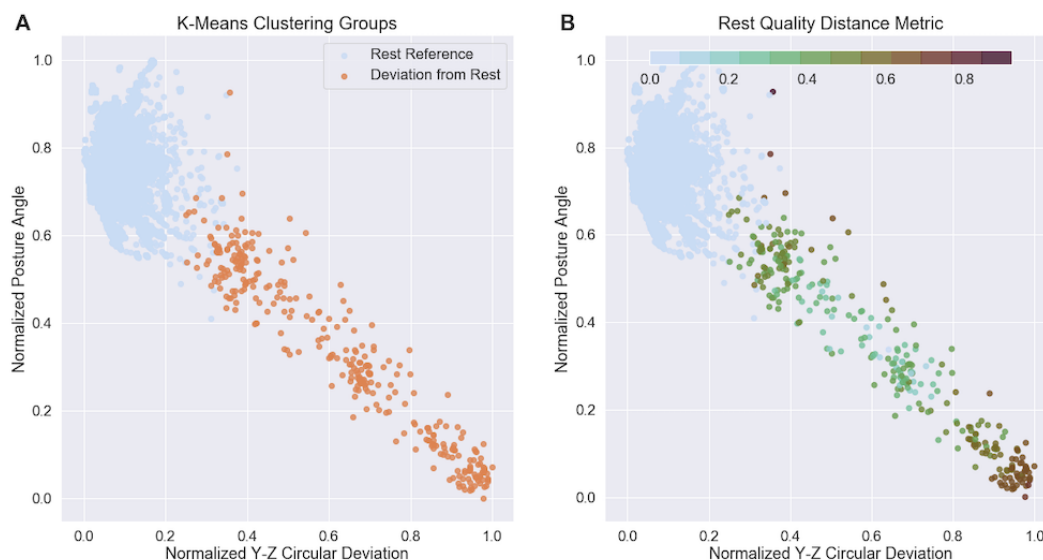 A
K-Means Clustering Groups
Rest Reference
Deviation from Rest
Normalized Posture Angle
1.0
0.8
0.6
0.4
0.2
0.0
0.0 0.2 0.4 0.6 0.8 1.0
Normalized Y-Z Circular Deviation
B
Rest Quality Distance Metric
0.0 0.2 0.4 0.6 0.8
Normalized Posture Angle
1.0
0.8
0.6
0.4
0.2
0.0
0.0 0.2 0.4 0.6 0.8 1.0
Normalized Y-Z Circular Deviation